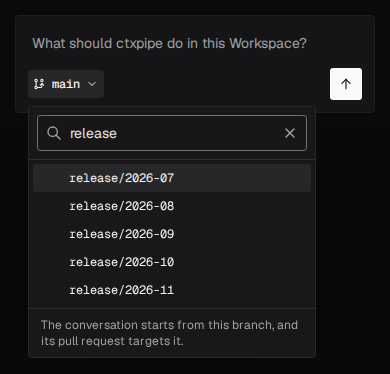 What should ctxpipe do in this Workspace?
main
release
release/2026-07
release/2026-08
release/2026-09
release/2026-10
release/2026-11
The conversation starts from this branch, and
its pull request targets it.